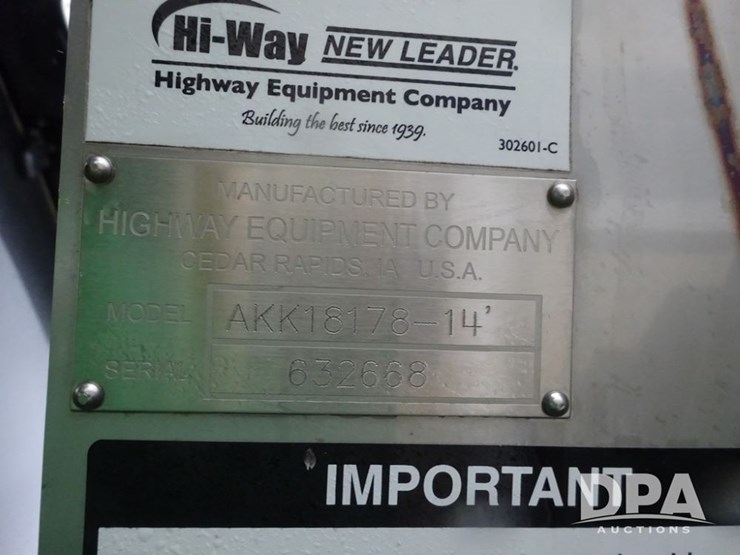 Hi-Way NEW LEADER.
Highway Equipment Company
Building the best since 1939.
302601-C
MANUFACTURED BY
HIGHWAY EQUIPMENT COMPANY
CEDAR RAPIDS, IA. U.S.A.
MODEL AKK18178-14'
SERIAL 632668
IMPORTANT
DPA
AUCTIONS